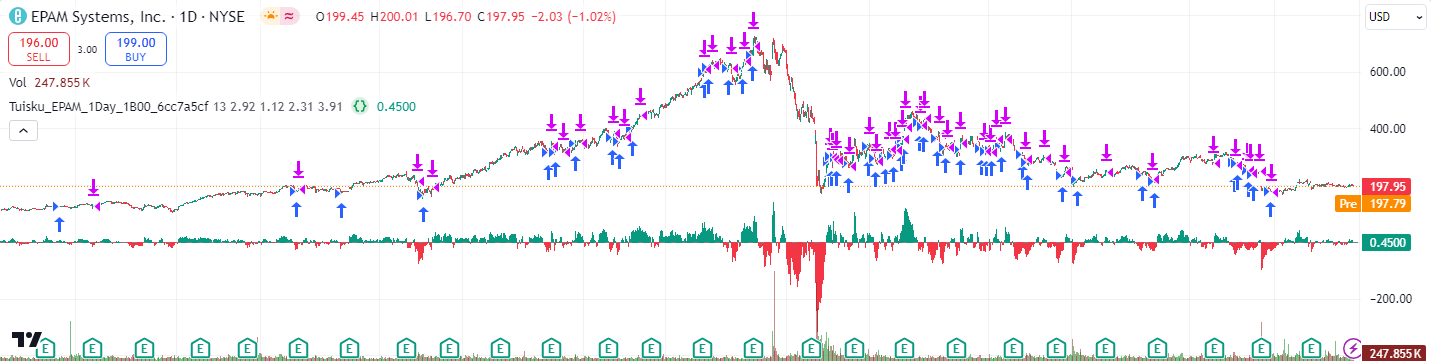 EPAM Systems, Inc. · 1D · NYSE O199.45 H200.01 L196.70 C197.95 −2.03 (−1.02%)
USD
196.00 SELL
3.00
199.00 BUY
Vol 247.855 K
Tuisku_EPAM_1Day_1B00_6cc7a5cf 13 2.92 1.12 2.31 3.91 {} 0.4500
600.00
400.00
197.95
Pre 197.79
0.4500
−200.00
E E E E E E E E E E E E E E E E E E E E E E E E E E
247.855 K